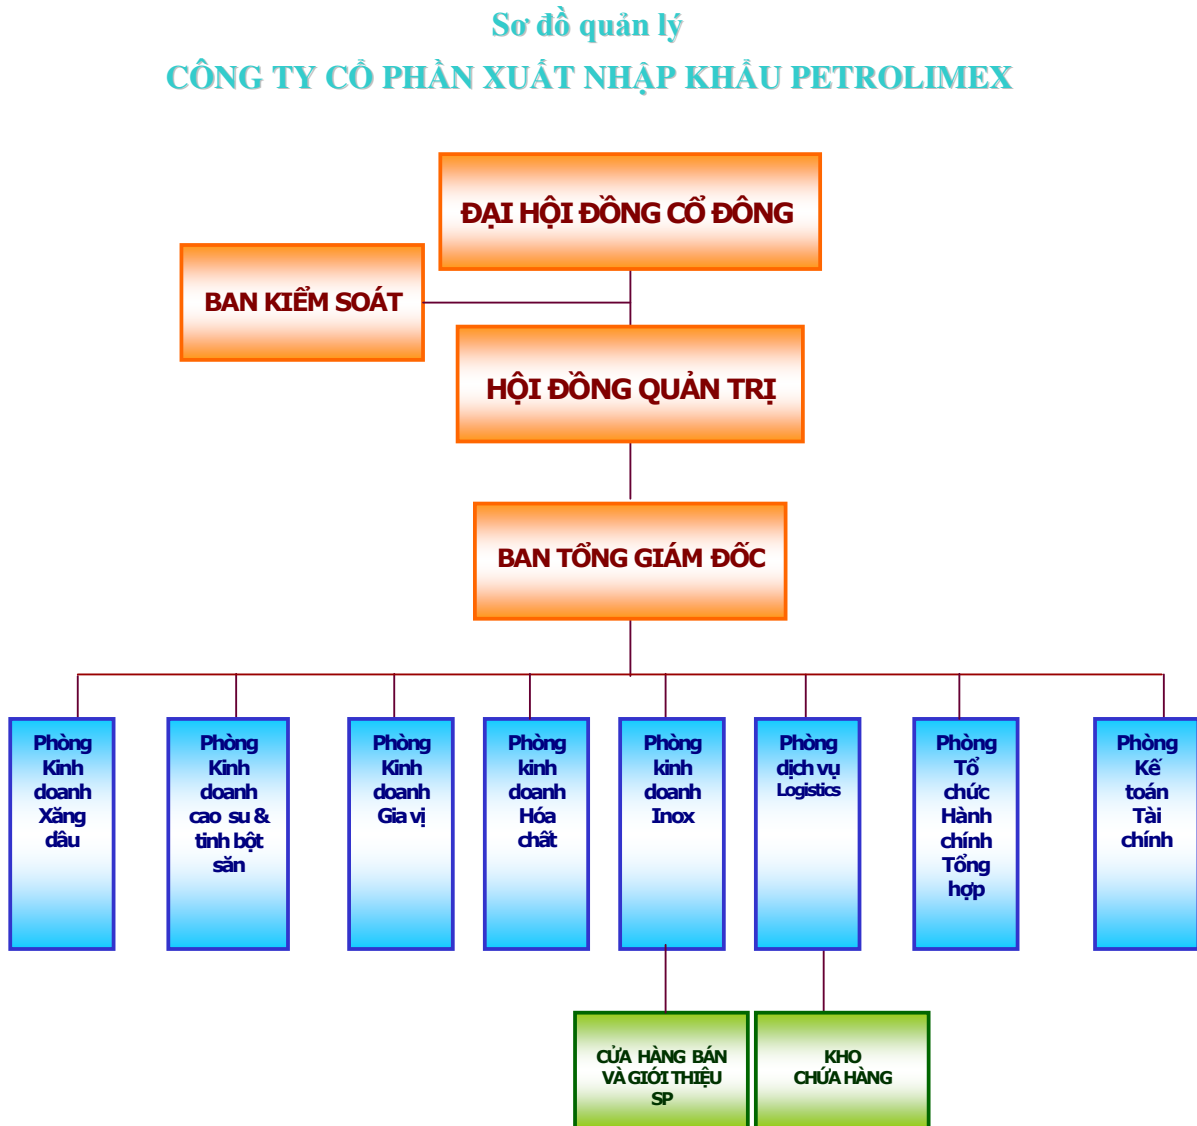 Sơ đồ quản lý
CÔNG TY CỔ PHẦN XUẤT NHẬP KHẨU PETROLIMEX
ĐẠI HỘI ĐỒNG CỔ ĐÔNG
BAN KIỂM SOÁT
HỘI ĐỒNG QUẢN TRỊ
BAN TỔNG GIÁM ĐỐC
Phòng
Kinh
doanh
Xăng
dầu
Phòng
Kinh
doanh
cao su &
tinh bột
săn
Phòng
Kinh
doanh
Gia vị
Phòng
kinh
doanh
Hóa
chất
Phòng
kinh
doanh
Inox
Phòng
dịch vụ
Logistics
Phòng
Tổ
chức
Hành
chính
Tổng
hợp
Phòng
Kế
toán
Tài
chính
CỬA HÀNG BÁN
VÀ GIỚI THIỆU
SP
KHO
CHỨA HÀNG